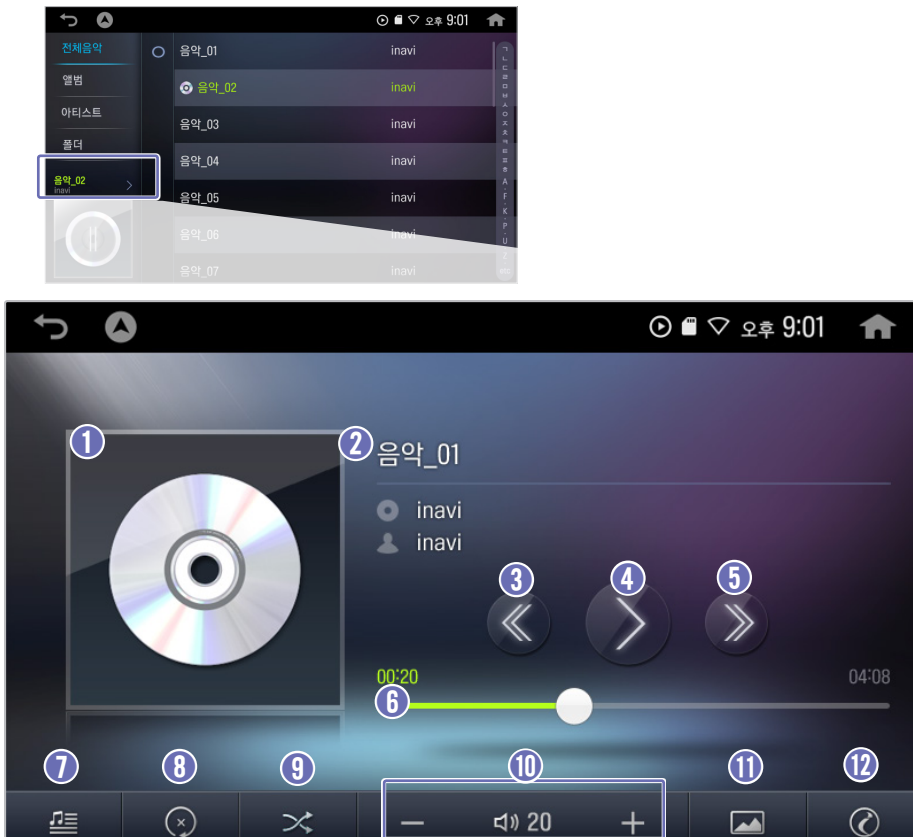 오후 9:01
전체음악
음악_01 inavi
앨범
음악_02 inavi
아티스트
음악_03 inavi
폴더
음악_04 inavi
음악_02
inavi
음악_05 inavi
음악_06 inavi
음악_07 inavi
ㄱ
ㄴ
ㄷ
ㄹ
ㅁ
ㅂ
ㅅ
ㅇ
ㅈ
ㅊ
ㅋ
ㅌ
ㅍ
ㅎ
A
F
K
P
U
오후 9:01
1
2 음악_01
inavi
inavi
3 4 5
00:20 04:08
6
7 8 9 10 11 12
20